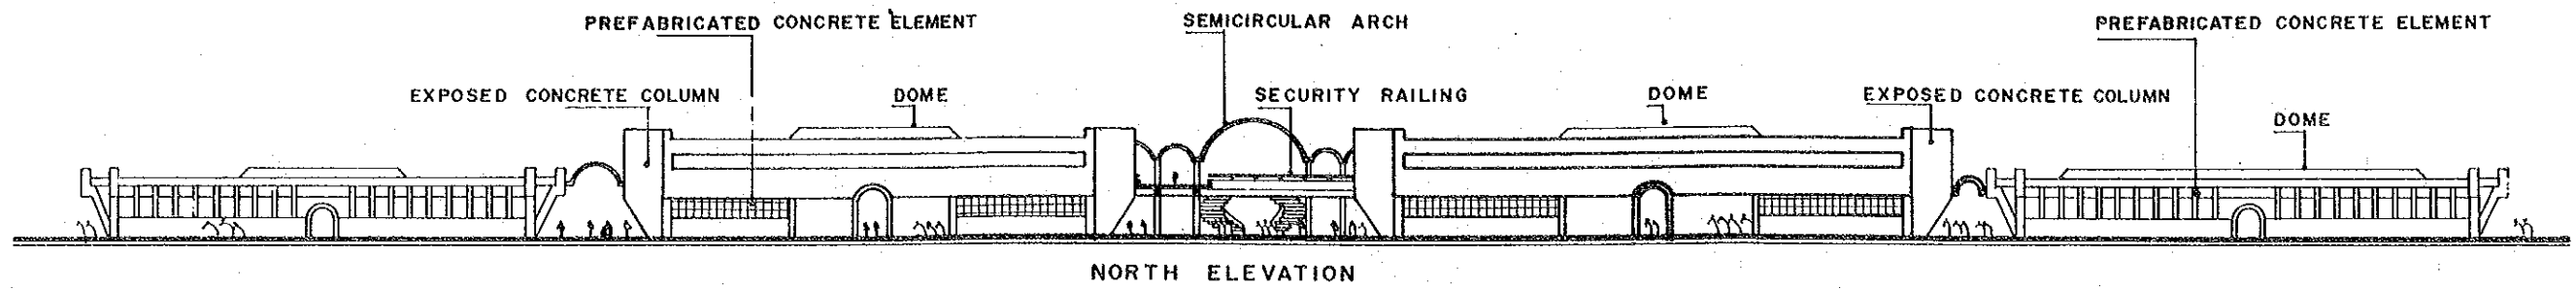 PREFABRICATED CONCRETE ELEMENT
SEMICIRCULAR ARCH
PREFABRICATED CONCRETE ELEMENT
EXPOSED CONCRETE COLUMN
DOME
SECURITY RAILING
DOME
EXPOSED CONCRETE COLUMN
DOME
NORTH ELEVATION